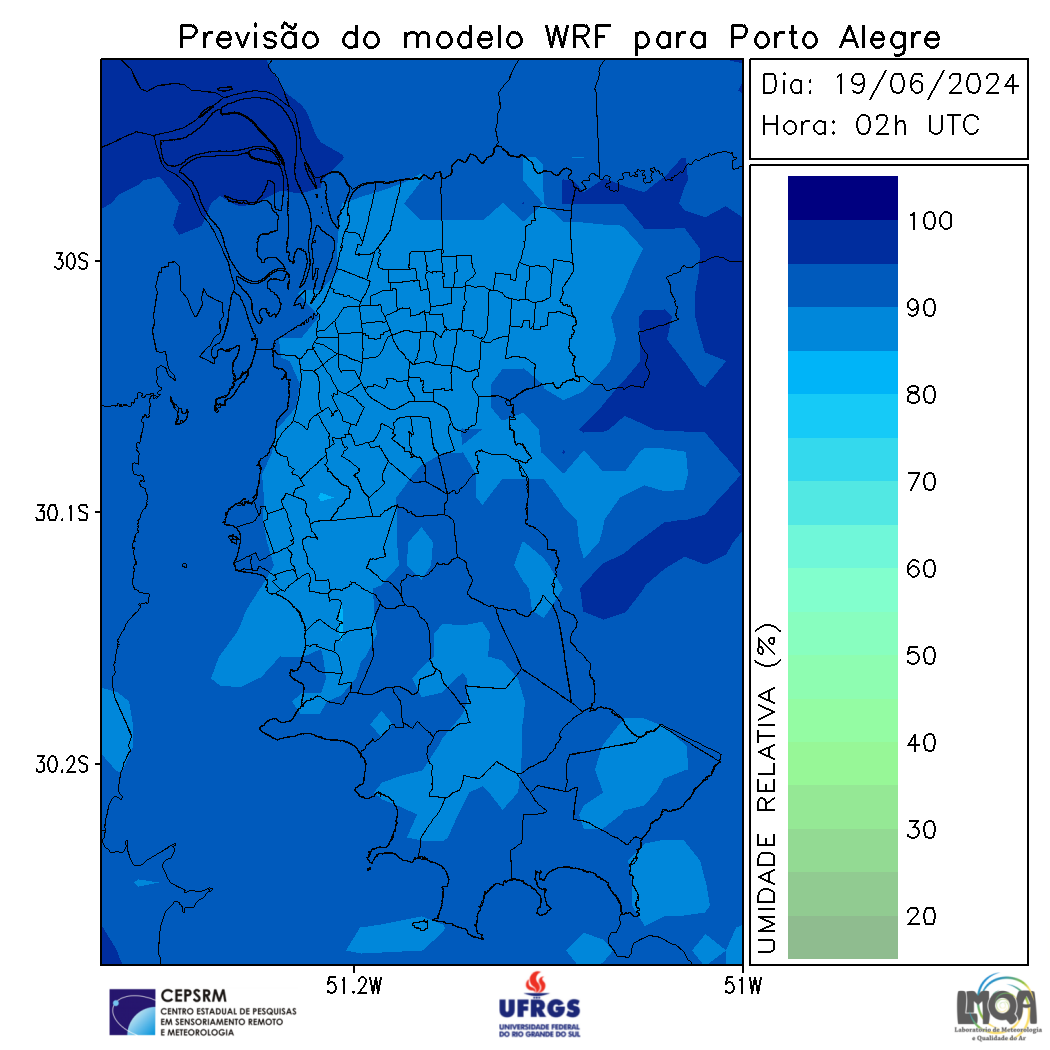 Previsão do modelo WRF para Porto Alegre
Dia: 19/06/2024
Hora: 02h UTC
30S
30.1S
30.2S
51.2W
51W
UMIDADE RELATIVA (%)
100
90
80
70
60
50
40
30
20
CEPSRM
CENTRO ESTADUAL DE PESQUISAS
EM SENSORIAMENTO REMOTO
E METEOROLOGIA
UFRGS
UNIVERSIDADE FEDERAL
DO RIO GRANDE DO SUL
LMQA
Laboratório de Meteorologia
e Qualidade do Ar